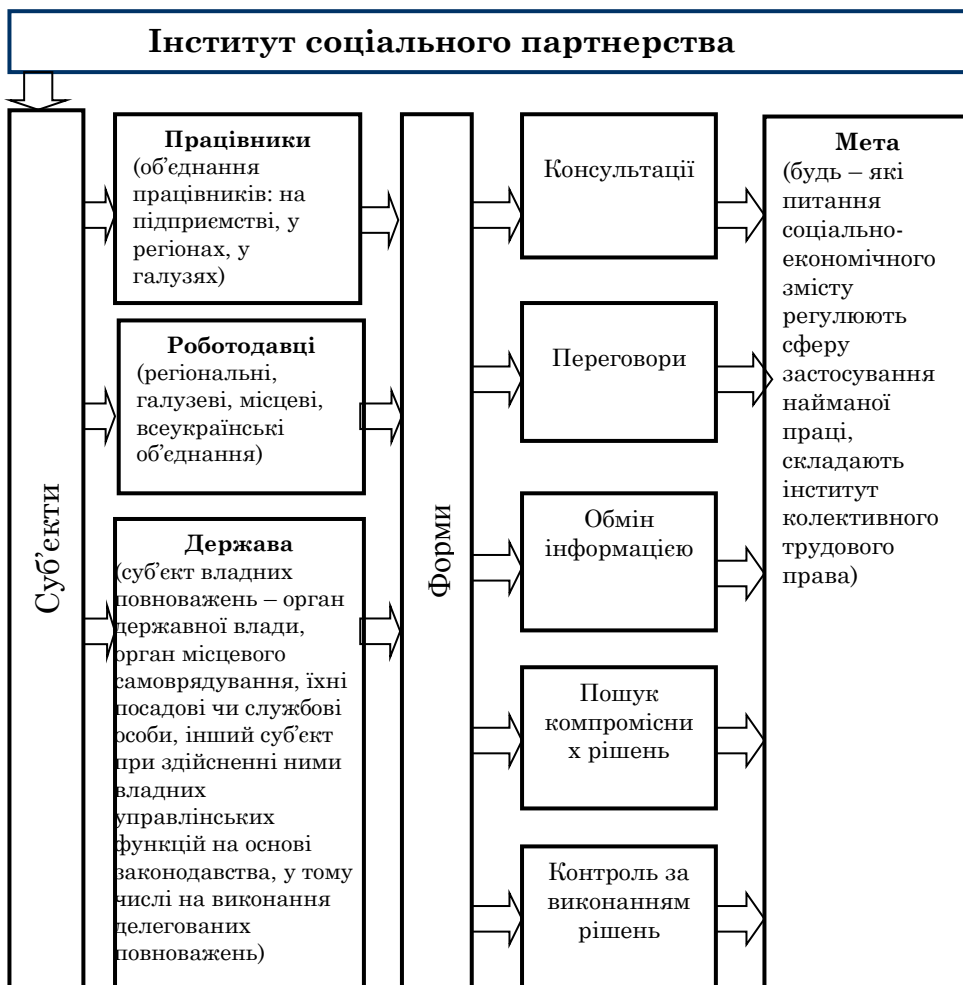 Інститут соціального партнерства
Суб'єкти
Працівники
(об'єднання
працівників: на
підприємстві, у
регіонах, у
галузях)
Роботодавці
(регіональні,
галузеві, місцеві,
всеукраїнські
об'єднання)
Держава
(суб'єкт владних
повноважень – орган
державної влади,
орган місцевого
самоврядування, їхні
посадові чи службові
особи, інший суб'єкт
при здійсненні ними
владних
управлінських
функцій на основі
законодавства, у тому
числі на виконання
делегованих
повноважень)
Форми
Консультації
Переговори
Обмін
інформацією
Пошук
компромісни
х рішень
Контроль за
виконанням
рішень
Мета
(будь – які
питання
соціально-
економічного
змісту
регулюють
сферу
застосування
найманої
праці,
складають
інститут
колективного
трудового
права)